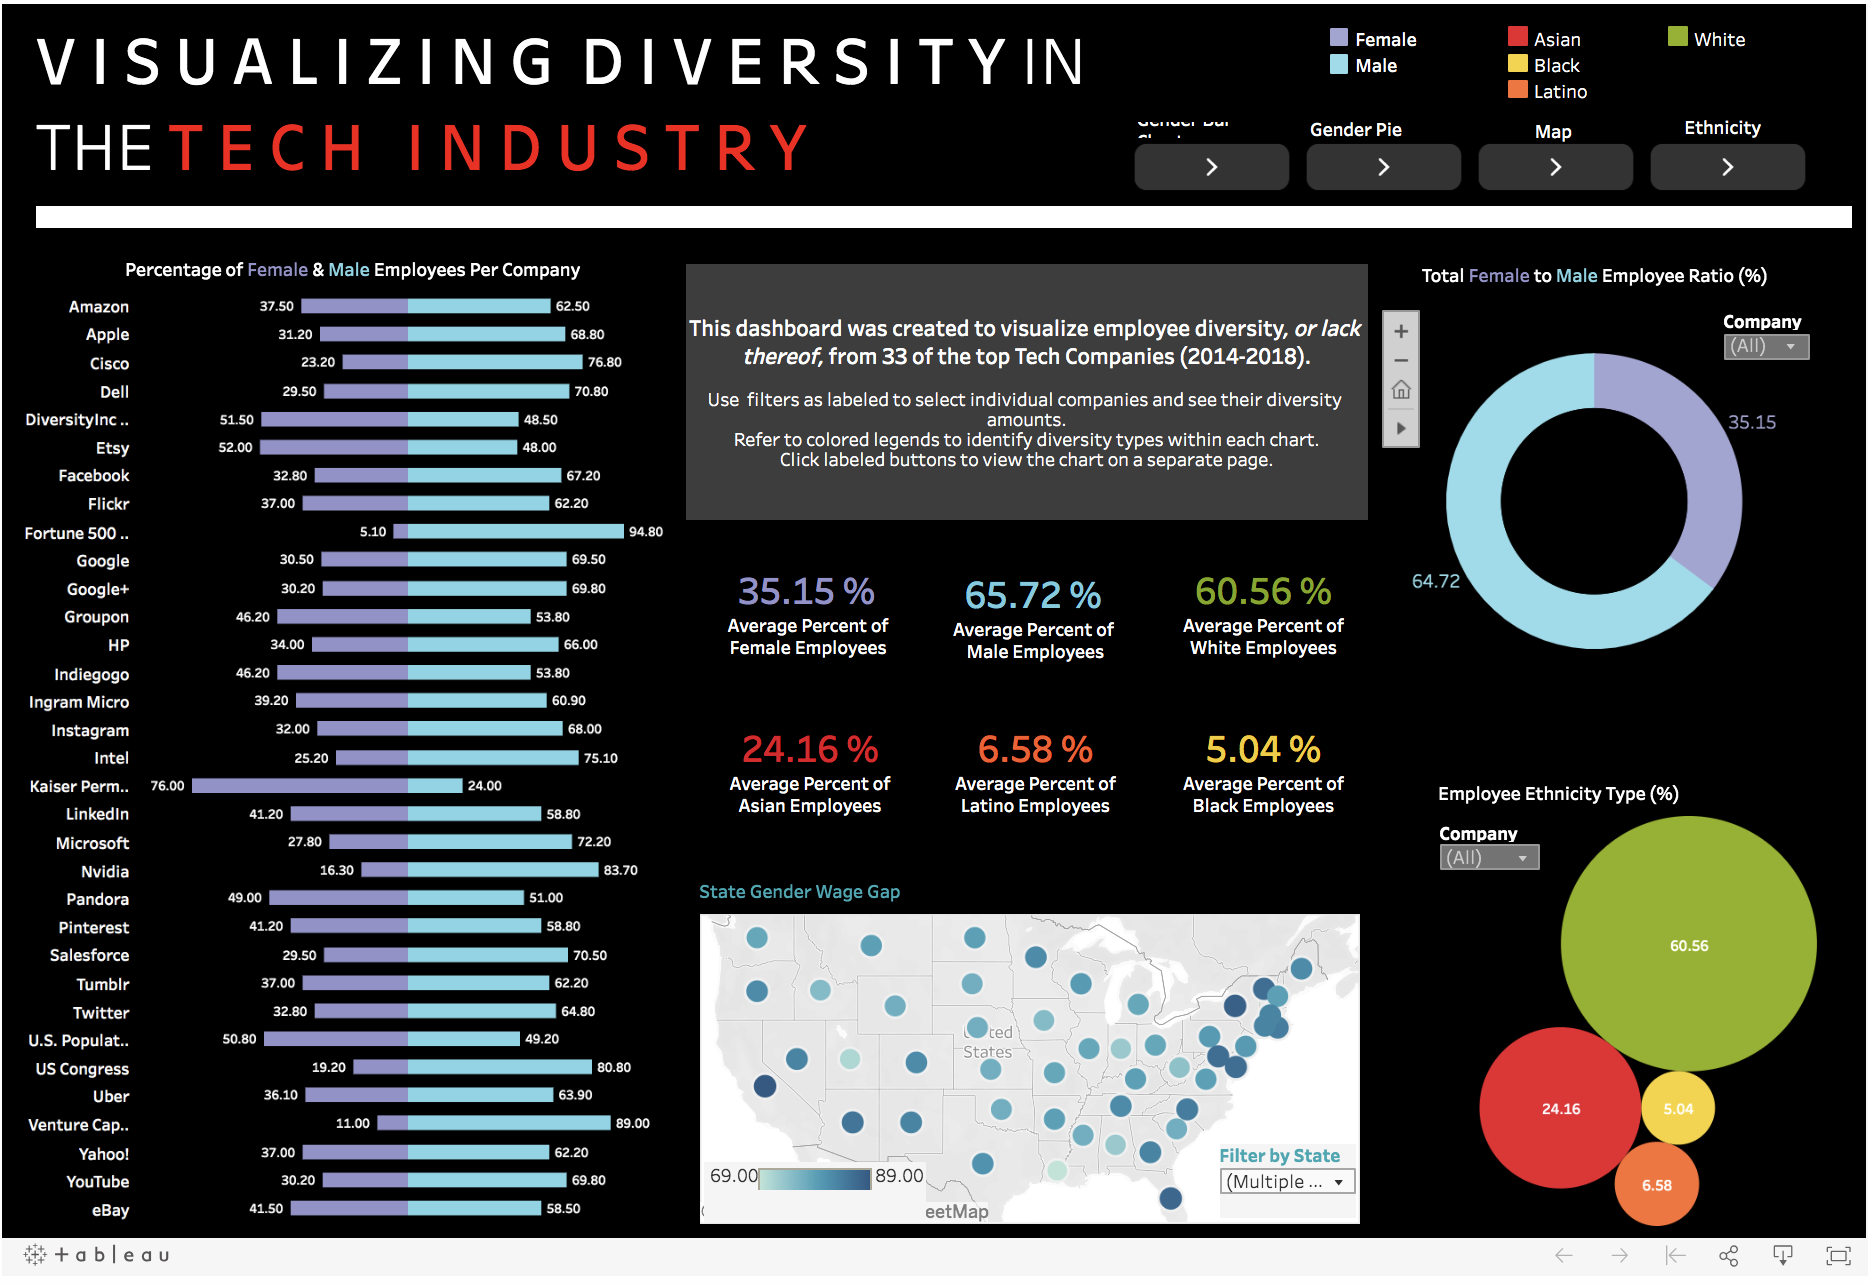 VISUALIZING DIVERSITY IN
THE TECH INDUSTRY
Female
Male
Asian
Black
Latino
White
Gender Bar
Gender Pie
Map
Ethnicity
Percentage of Female & Male Employees Per Company
Amazon 37.50 62.50
Apple 31.20 68.80
Cisco 23.20 76.80
Dell 29.50 70.80
DiversityInc .. 51.50 48.50
Etsy 52.00 48.00
Facebook 32.80 67.20
Flickr 37.00 62.20
Fortune 500 .. 5.10 94.80
Google 30.50 69.50
Google+ 30.20 69.80
Groupon 46.20 53.80
HP 34.00 66.00
Indiegogo 46.20 53.80
Ingram Micro 39.20 60.90
Instagram 32.00 68.00
Intel 25.20 75.10
Kaiser Perm.. 76.00 24.00
LinkedIn 41.20 58.80
Microsoft 27.80 72.20
Nvidia 16.30 83.70
Pandora 49.00 51.00
Pinterest 41.20 58.80
Salesforce 29.50 70.50
Tumblr 37.00 62.20
Twitter 32.80 64.80
U.S. Populat.. 50.80 49.20
US Congress 19.20 80.80
Uber 36.10 63.90
Venture Cap.. 11.00 89.00
Yahoo! 37.00 62.20
YouTube 30.20 69.80
eBay 41.50 58.50
This dashboard was created to visualize employee diversity, or lack
thereof, from 33 of the top Tech Companies (2014-2018).
Use filters as labeled to select individual companies and see their diversity
amounts.
Refer to colored legends to identify diversity types within each chart.
Click labeled buttons to view the chart on a separate page.
35.15 %
Average Percent of
Female Employees
65.72 %
Average Percent of
Male Employees
60.56 %
Average Percent of
White Employees
24.16 %
Average Percent of
Asian Employees
6.58 %
Average Percent of
Latino Employees
5.04 %
Average Percent of
Black Employees
State Gender Wage Gap
States
69.00 89.00
eetMap
Filter by State
(Multiple ...
Total Female to Male Employee Ratio (%)
Company
(All)
35.15
64.72
Employee Ethnicity Type (%)
Company
(All)
60.56
24.16
5.04
6.58
+ a b | e a u